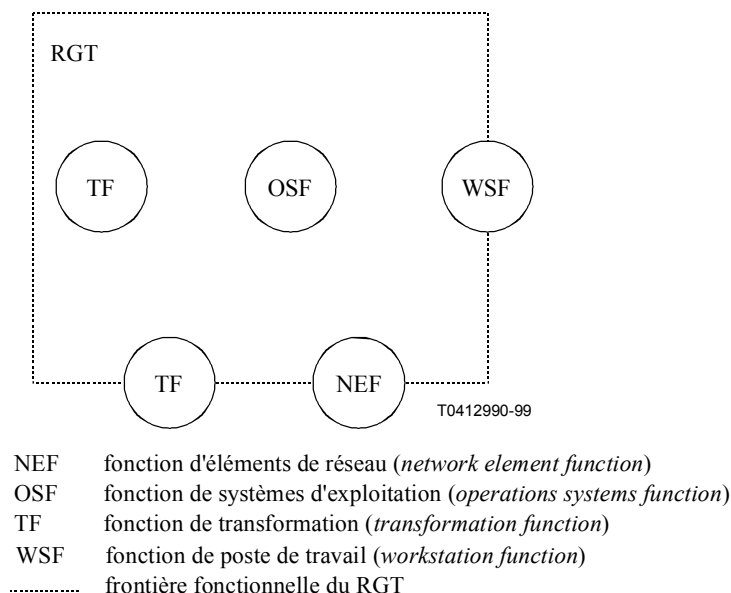 RGT
TF OSF WSF
TF NEF
T0412990-99
NEF fonction d'éléments de réseau (network element function)
OSF fonction de systèmes d'exploitation (operations systems function)
TF fonction de transformation (transformation function)
WSF fonction de poste de travail (workstation function)
frontière fonctionnelle du RGT